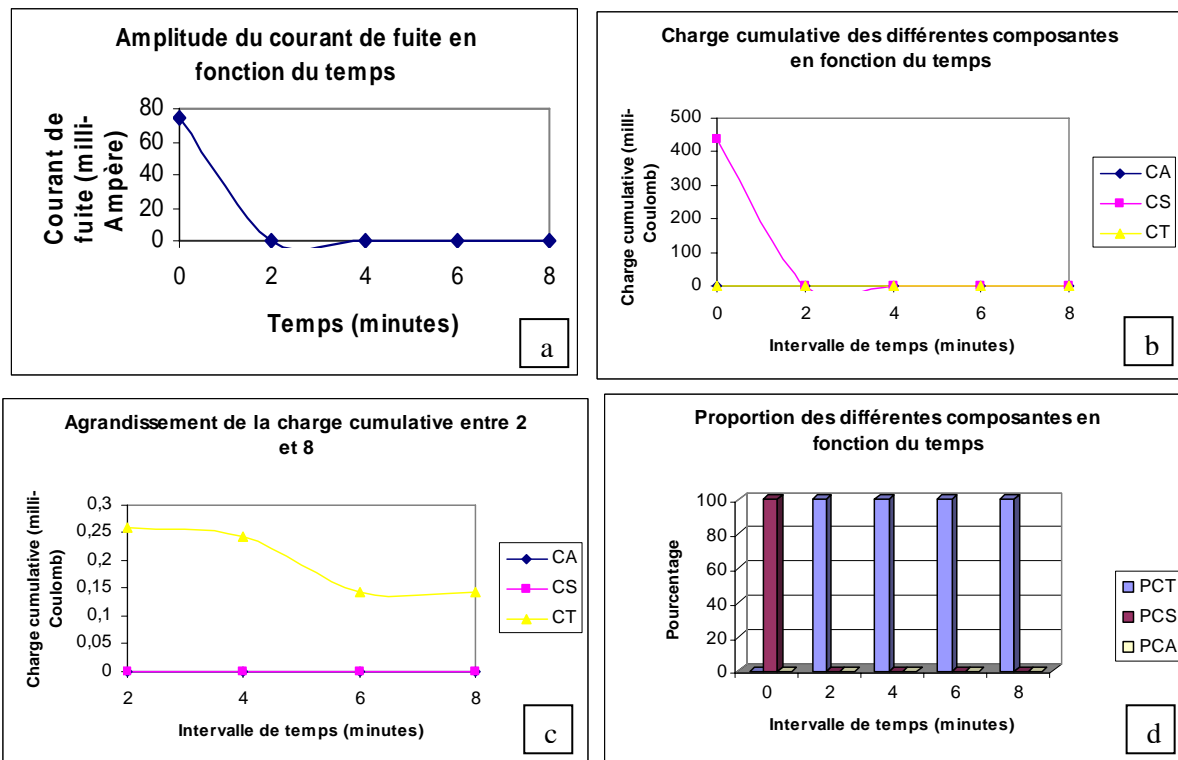 Amplitude du courant de fuite en
fonction du temps
Courant de
fuite (milli-
Ampère)
80
60
40
20
0
0 2 4 6 8
Temps (minutes)
a
Charge cumulative des différentes composantes
en fonction du temps
Charge cumulative (milli-
Coulomb)
500
400
300
200
100
0
0 2 4 6 8
Intervalle de temps (minutes)
CA
CS
CT
b
Agrandissement de la charge cumulative entre 2
et 8
Charge cumulative (milli-
Coulomb)
0,3
0,25
0,2
0,15
0,1
0,05
0
2 4 6 8
Intervalle de temps (minutes)
CA
CS
CT
c
Proportion des différentes composantes en
fonction du temps
Pourcentage
100
80
60
40
20
0
0 2 4 6 8
Intervalle de temps (minutes)
PCT
PCS
PCA
d